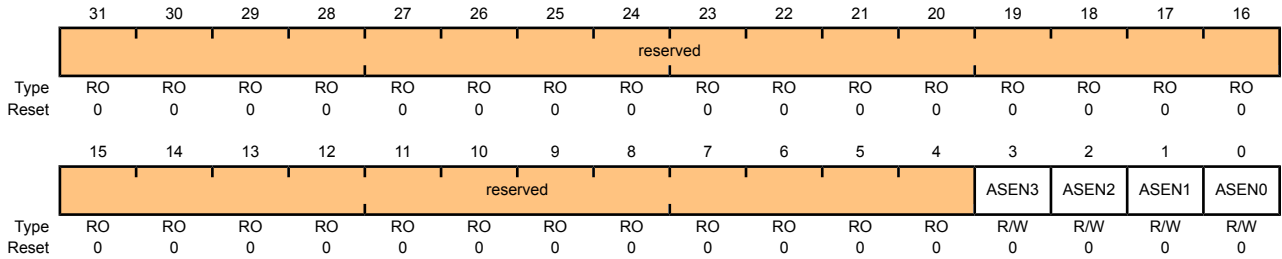 31 30 29 28 27 26 25 24 23 22 21 20 19 18 17 16
reserved
Type RO RO RO RO RO RO RO RO RO RO RO RO RO RO RO RO
Reset 0 0 0 0 0 0 0 0 0 0 0 0 0 0 0 0
15 14 13 12 11 10 9 8 7 6 5 4 3 2 1 0
reserved ASEN3 ASEN2 ASEN1 ASEN0
Type RO RO RO RO RO RO RO RO RO RO RO RO R/W R/W R/W R/W
Reset 0 0 0 0 0 0 0 0 0 0 0 0 0 0 0 0